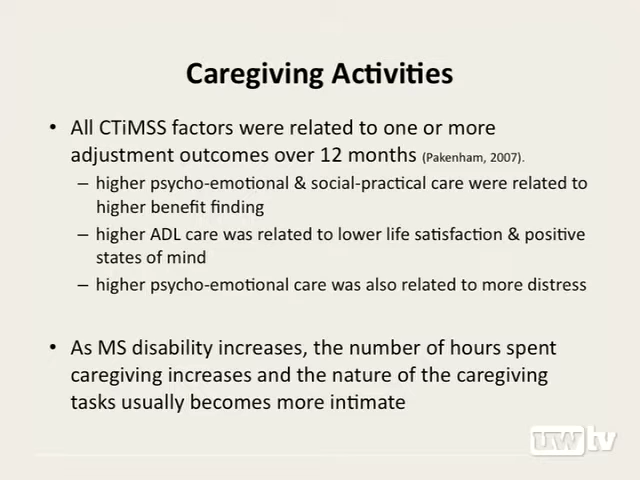 Caregiving Activities
• All CTiMSS factors were related to one or more
adjustment outcomes over 12 months (Pakenham, 2007).
– higher psycho-emotional & social-practical care were related to
higher benefit finding
– higher ADL care was related to lower life satisfaction & positive
states of mind
– higher psycho-emotional care was also related to more distress
• As MS disability increases, the number of hours spent
caregiving increases and the nature of the caregiving
tasks usually becomes more intimate
uwtv